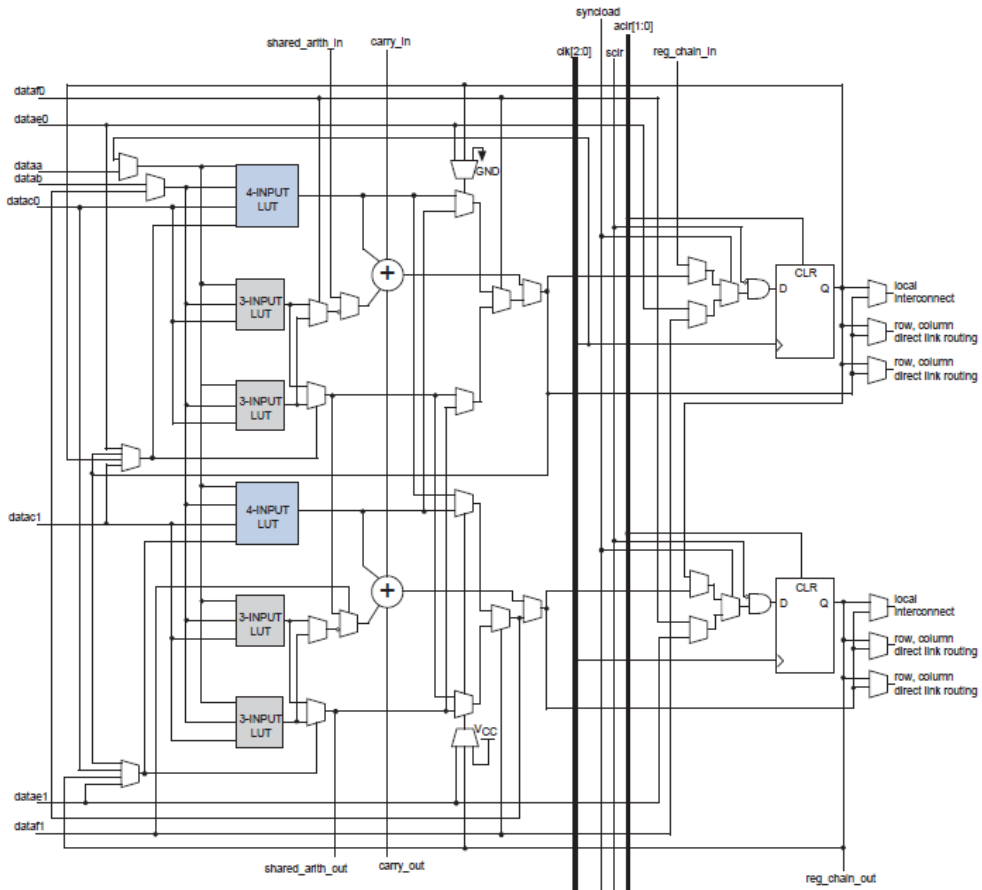 syncload
aclr[1:0]
shared_arith_in
carry_in
clk[2:0]
sclr
reg_chain_in
dataf0
datae0
dataa
datab
datac0
GND
4-INPUT
LUT
+
CLR
D
Q
local
Interconnect
3-INPUT
LUT
row, column
direct link routing
row, column
direct link routing
3-INPUT
LUT
4-INPUT
LUT
datac1
+
CLR
D
Q
local
Interconnect
3-INPUT
LUT
row, column
direct link routing
row, column
direct link routing
3-INPUT
LUT
VCC
datae1
dataf1
shared_arith_out
carry_out
reg_chain_out